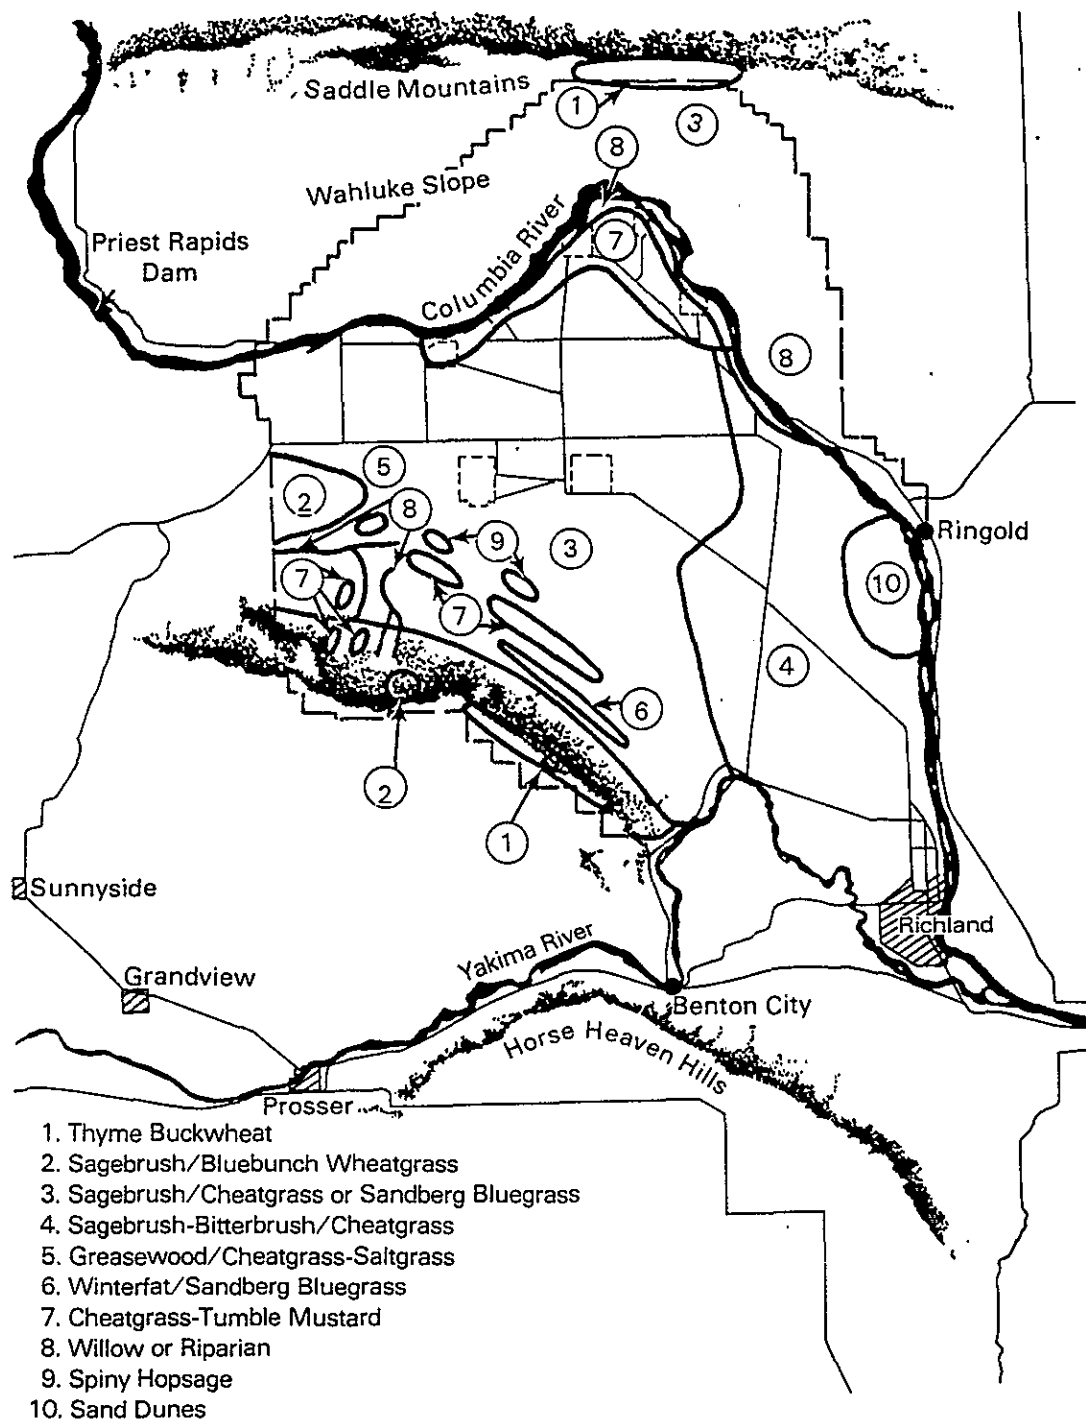 Saddle Mountains
1
3
8
Wahluke Slope
Columbia River
7
Priest Rapids
Dam
8
5
2
8
9
3
Ringold
10
7
7
4
6
2
1
Sunnyside
Richland
Yakima River
Grandview
Benton City
Horse Heaven Hills
Prosser
1. Thyme Buckwheat
2. Sagebrush/Bluebunch Wheatgrass
3. Sagebrush/Cheatgrass or Sandberg Bluegrass
4. Sagebrush-Bitterbrush/Cheatgrass
5. Greasewood/Cheatgrass-Saltgrass
6. Winterfat/Sandberg Bluegrass
7. Cheatgrass-Tumble Mustard
8. Willow or Riparian
9. Spiny Hopsage
10. Sand Dunes